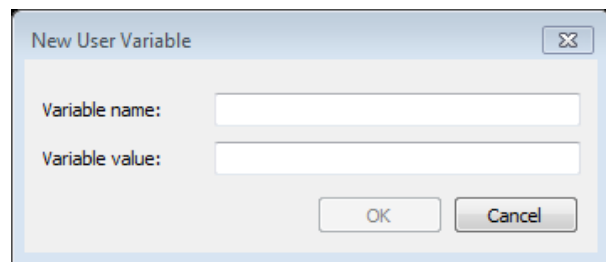 New User Variable
Variable name:
Variable value:
OK Cancel